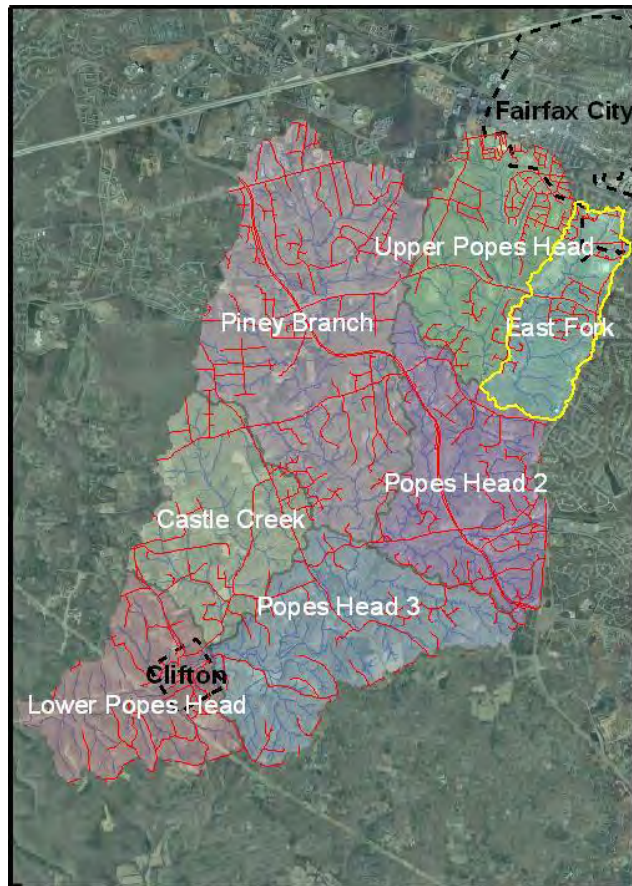 Fairfax City
Upper Popes Head
Piney Branch
East Fork
Popes Head 2
Castle Creek
Popes Head 3
Clifton
Lower Popes Head